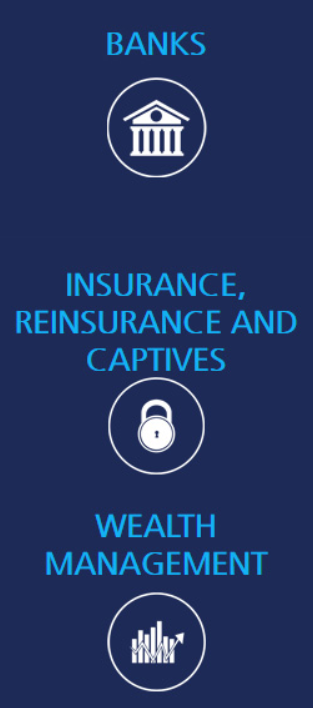 BANKS
INSURANCE,
REINSURANCE AND
CAPTIVES
WEALTH
MANAGEMENT